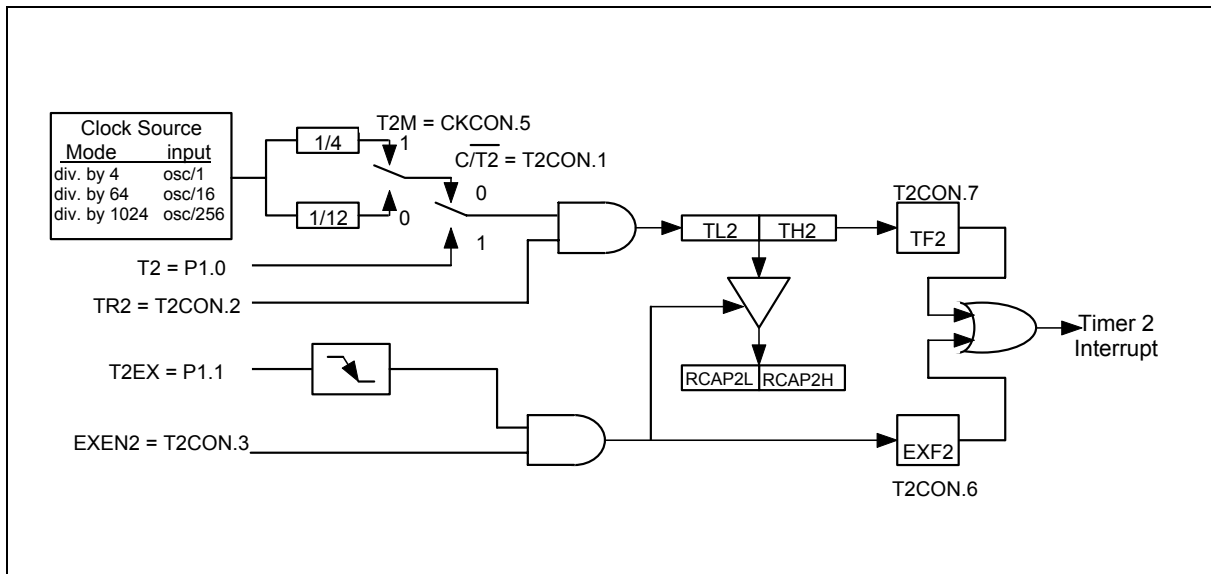 Clock Source
Mode input
div. by 4 osc/1
div. by 64 osc/16
div. by 1024 osc/256
1/4
1/12
T2M = CKCON.5
1
0
C/T2 = T2CON.1
0
1
T2 = P1.0
TR2 = T2CON.2
T2EX = P1.1
EXEN2 = T2CON.3
TL2 TH2
RCAP2L RCAP2H
T2CON.7
TF2
EXF2
T2CON.6
Timer 2
Interrupt